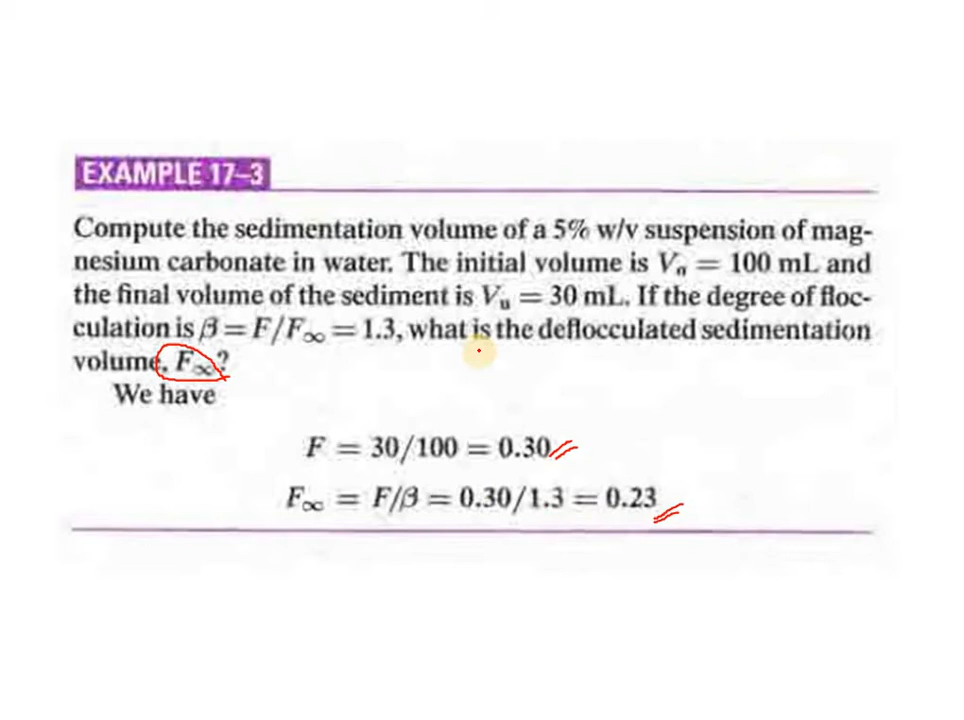 EXAMPLE 17–3
Compute the sedimentation volume of a 5% w/v suspension of mag-
nesium carbonate in water. The initial volume is V₀ = 100 mL and
the final volume of the sediment is Vᵤ = 30 mL. If the degree of floc-
culation is β = F/F∞ = 1.3, what is the deflocculated sedimentation
volume, F∞?
We have
F = 30/100 = 0.30
F∞ = F/β = 0.30/1.3 = 0.23